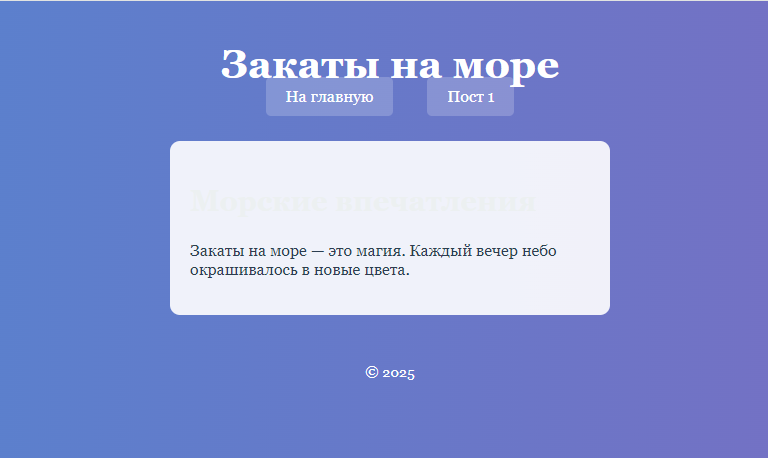 Закаты на море
На главную
Пост 1
Морские впечатления
Закаты на море — это магия. Каждый вечер небо
окрашивалось в новые цвета.
© 2025